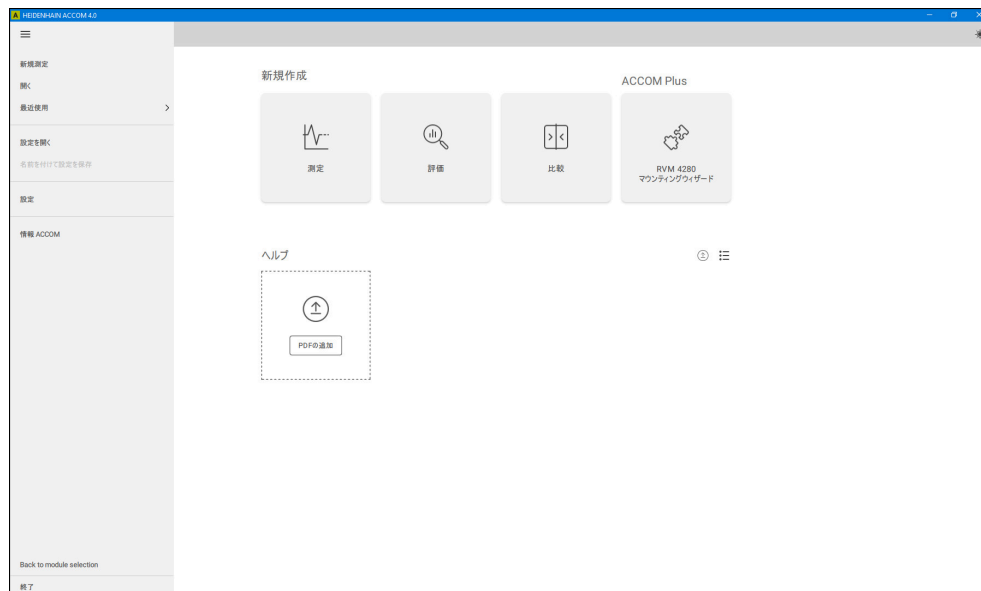 HEIDENHAIN ACCOM 4.0
新規測定
開く
最近使用
設定を開く
名前を付けて設定を保存
設定
情報 ACCOM
Back to module selection
終了
新規作成
ACCOM Plus
測定
評価
比較
RVM 4280
マウンティングウィザード
ヘルプ
PDFの追加